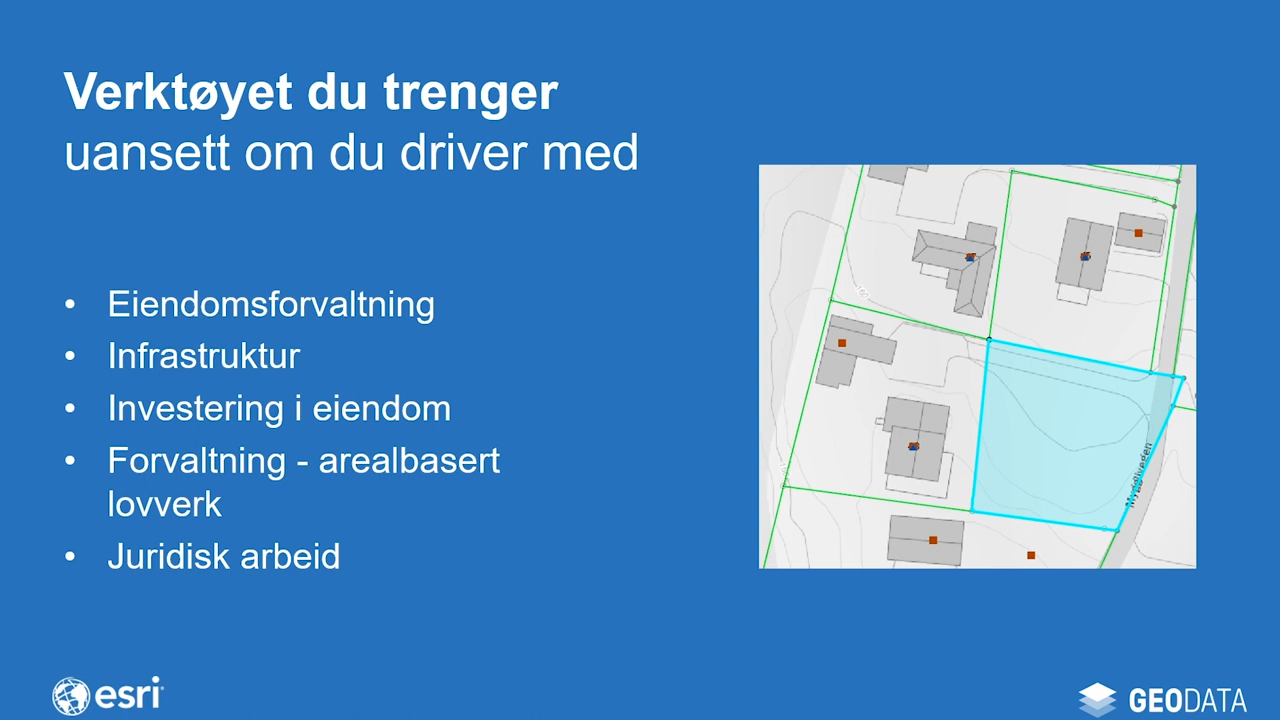 Verktøyet du trenger
uansett om du driver med
• Eiendomsforvaltning
• Infrastruktur
• Investering i eiendom
• Forvaltning - arealbasert
lovverk
• Juridisk arbeid
esri
GEODATA